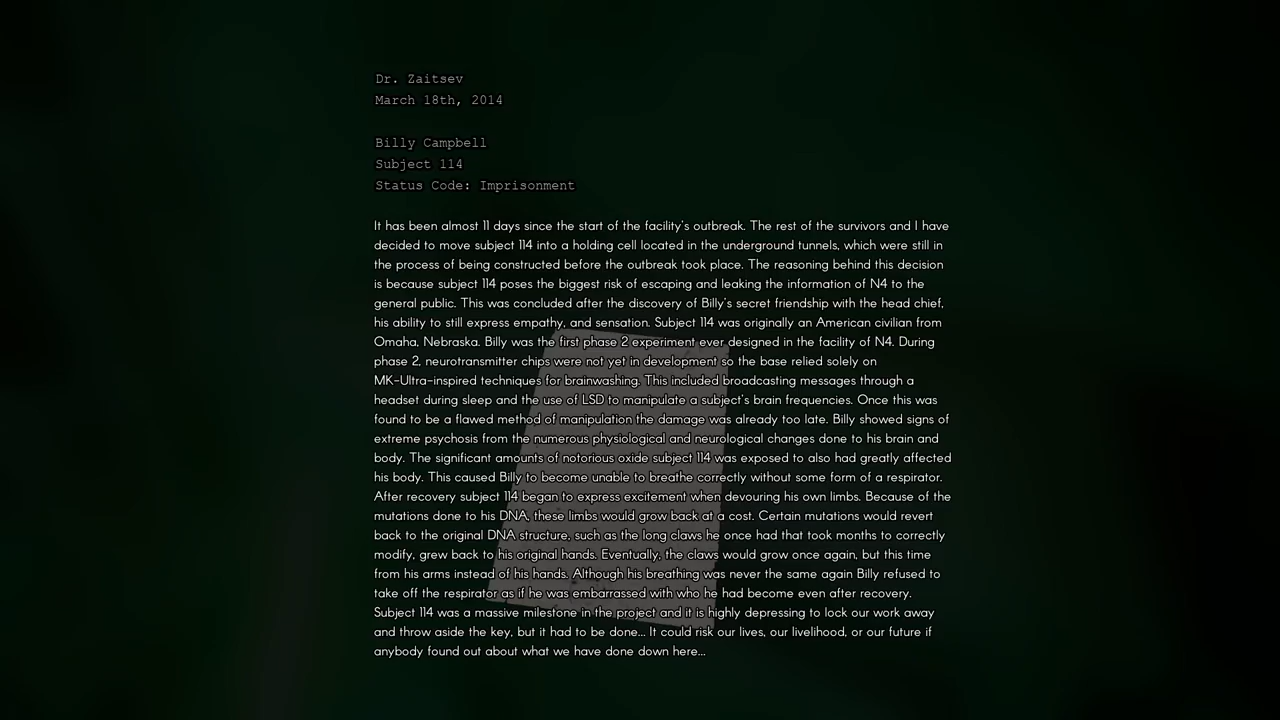 Dr. Zaitsev
March 18th, 2014
Billy Campbell
Subject 114
Status Code: Imprisonment
It has been almost 11 days since the start of the facility's outbreak. The rest of the survivors and I have
decided to move subject 114 into a holding cell located in the underground tunnels, which were still in
the process of being constructed before the outbreak took place. The reasoning behind this decision
is because subject 114 poses the biggest risk of escaping and leaking the information of N4 to the
general public. This was concluded after the discovery of Billy's secret friendship with the head chief,
his ability to still express empathy, and sensation. Subject 114 was originally an American civilian from
Omaha, Nebraska. Billy was the first phase 2 experiment ever designed in the facility of N4. During
phase 2, neurotransmitter chips were not yet in development so the base relied solely on
MK-Ultra-inspired techniques for brainwashing. This included broadcasting messages through a
headset during sleep and the use of LSD to manipulate a subject's brain frequencies. Once this was
found to be a flawed method of manipulation the damage was already too late. Billy showed signs of
extreme psychosis from the numerous physiological and neurological changes done to his brain and
body. The significant amounts of notorious oxide subject 114 was exposed to also had greatly affected
his body. This caused Billy to become unable to breathe correctly without some form of a respirator.
After recovery subject 114 began to express excitement when devouring his own limbs. Because of the
mutations done to his DNA, these limbs would grow back at a cost. Certain mutations would revert
back to the original DNA structure, such as the long claws he once had that took months to correctly
modify, grew back to his original hands. Eventually, the claws would grow once again, but this time
from his arms instead of his hands. Although his breathing was never the same again Billy refused to
take off the respirator as if he was embarrassed with who he had become even after recovery.
Subject 114 was a massive milestone in the project and it is highly depressing to lock our work away
and throw aside the key, but it had to be done... It could risk our lives, our livelihood, or our future if
anybody found out about what we have done down here...